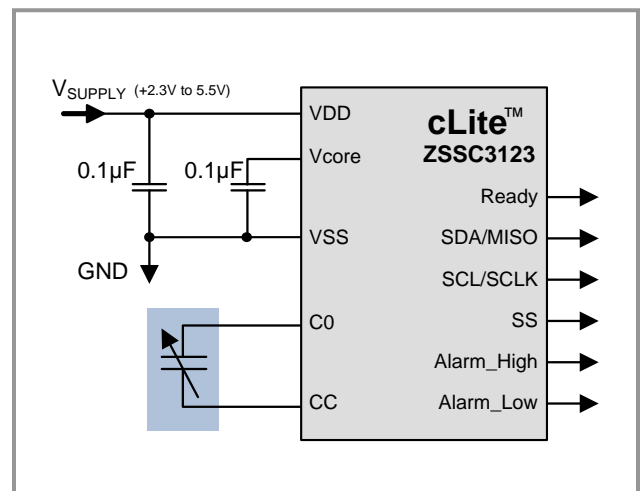 VSUPPLY (+2.3V to 5.5V)
0.1µF
0.1µF
GND
VDD
Vcore
VSS
C0
CC
cLite™
ZSSC3123
Ready
SDA/MISO
SCL/SCLK
SS
Alarm_High
Alarm_Low